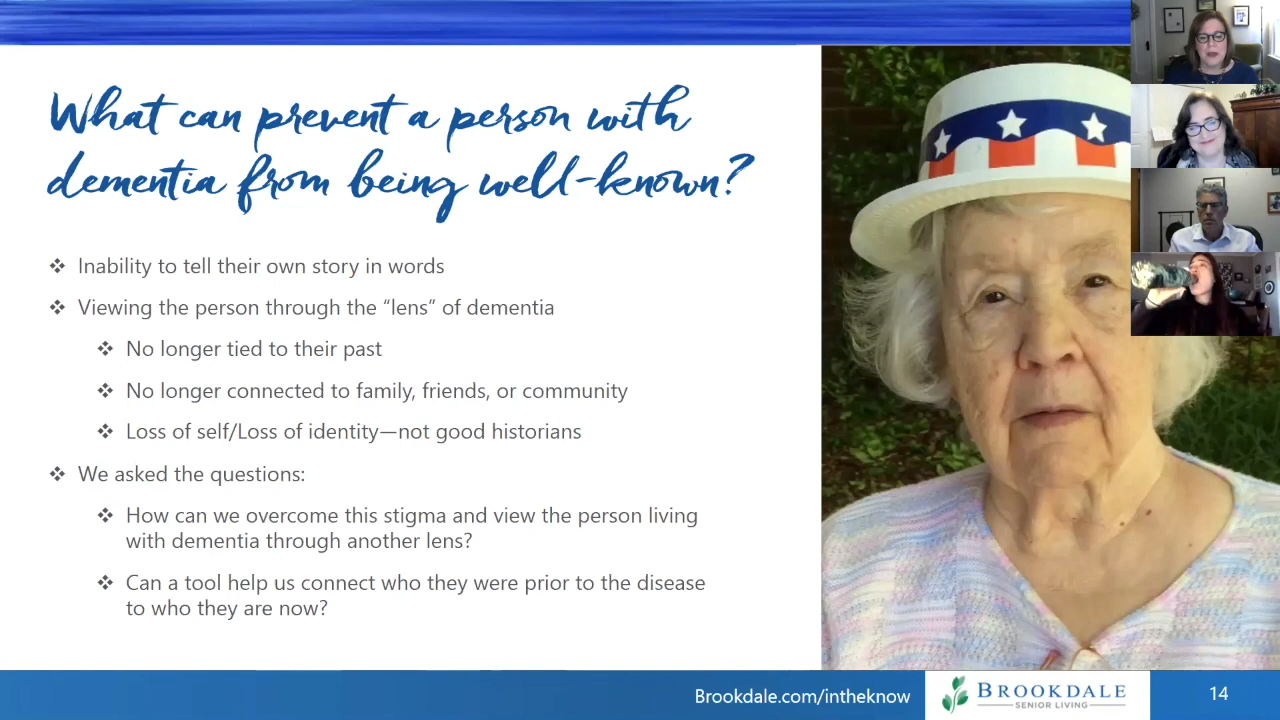 What can prevent a person with
dementia from being well-known?
❖ Inability to tell their own story in words
❖ Viewing the person through the “lens” of dementia
❖ No longer tied to their past
❖ No longer connected to family, friends, or community
❖ Loss of self/Loss of identity—not good historians
❖ We asked the questions:
❖ How can we overcome this stigma and view the person living
with dementia through another lens?
❖ Can a tool help us connect who they were prior to the disease
to who they are now?
Brookdale.com/intheknow
BROOKDALE
SENIOR LIVING
14